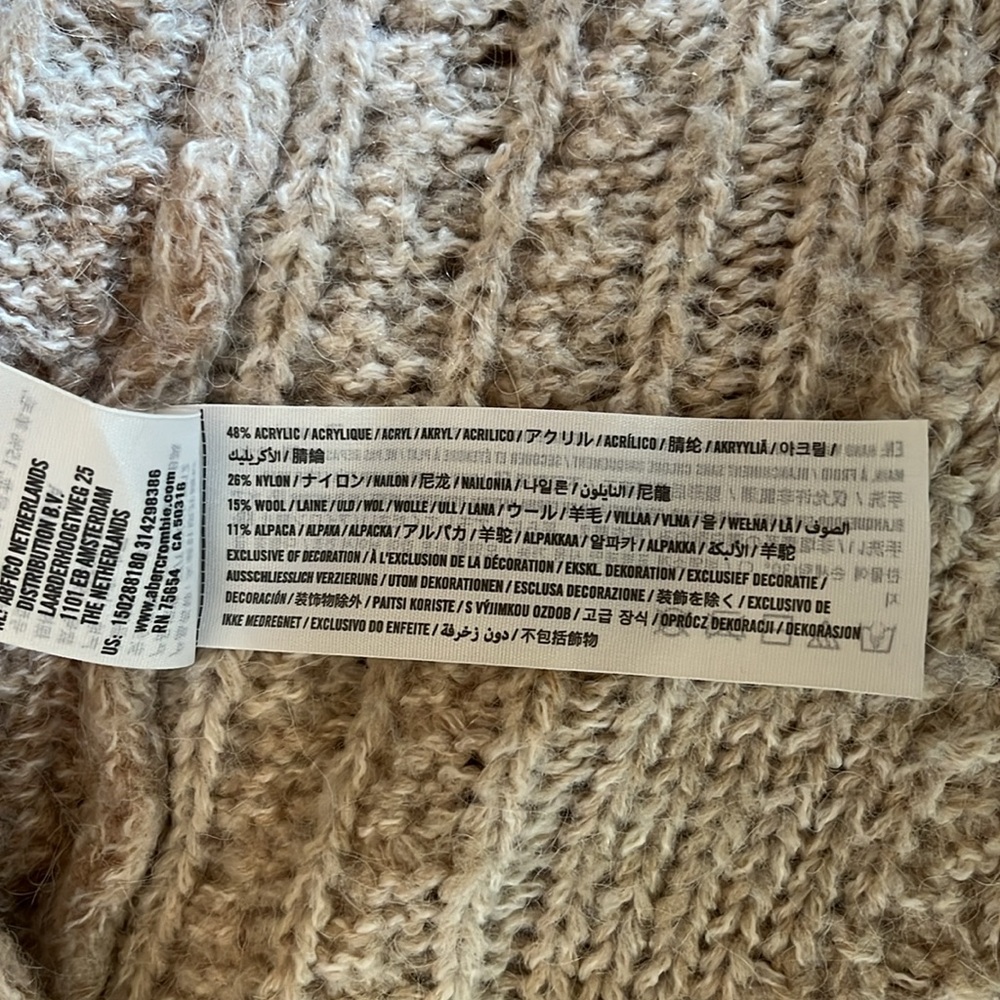 ABFICO NETHERLANDS
DISTRIBUTION B.V.
LAARDERHOOGTWEG 25
1101 EB AMSTERDAM
THE NETHERLANDS
US: 150288180 314298386
www.abercrombie.com
RN 75654 CA 50318
48% ACRYLIC / ACRYLIQUE / ACRYL / AKRYL / ACRILICO / アクリル / ACRÍLICO / 腈纶 / AKRYYLIÄ / 아크릴 /
الأكريليك / 腈綸
26% NYLON / ナイロン / NAILON / 尼龙 / NAILONIA / 나일론 / النايلون / 尼龍
15% WOOL / LAINE / ULD / WOL / WOLLE / ULL / LANA / ウール / 羊毛 / VILLAA / VLNA / 울 / WEŁNA / LÃ / الصوف
11% ALPACA / ALPAKA / ALPACKA / アルパカ / 羊驼 / ALPAKKAA / 알파카 / ALPAKKA / الألبكة / 羊駝
EXCLUSIVE OF DECORATION / À L'EXCLUSION DE LA DÉCORATION / EKSKL. DEKORATION / EXCLUSIEF DECORATIE /
AUSSCHLIESSLICH VERZIERUNG / UTOM DEKORATIONEN / ESCLUSA DECORAZIONE / 装飾を除く / EXCLUSIVO DE
DECORACIÓN / 装饰物除外 / PAITSI KORISTE / S VÝJIMKOU OZDOB / 고급 장식 / OPRÓCZ DEKORACJI / DEKORASJON
IKKE MEDREGNET / EXCLUSIVO DO ENFEITE / دون زخرفة / 不包括飾物